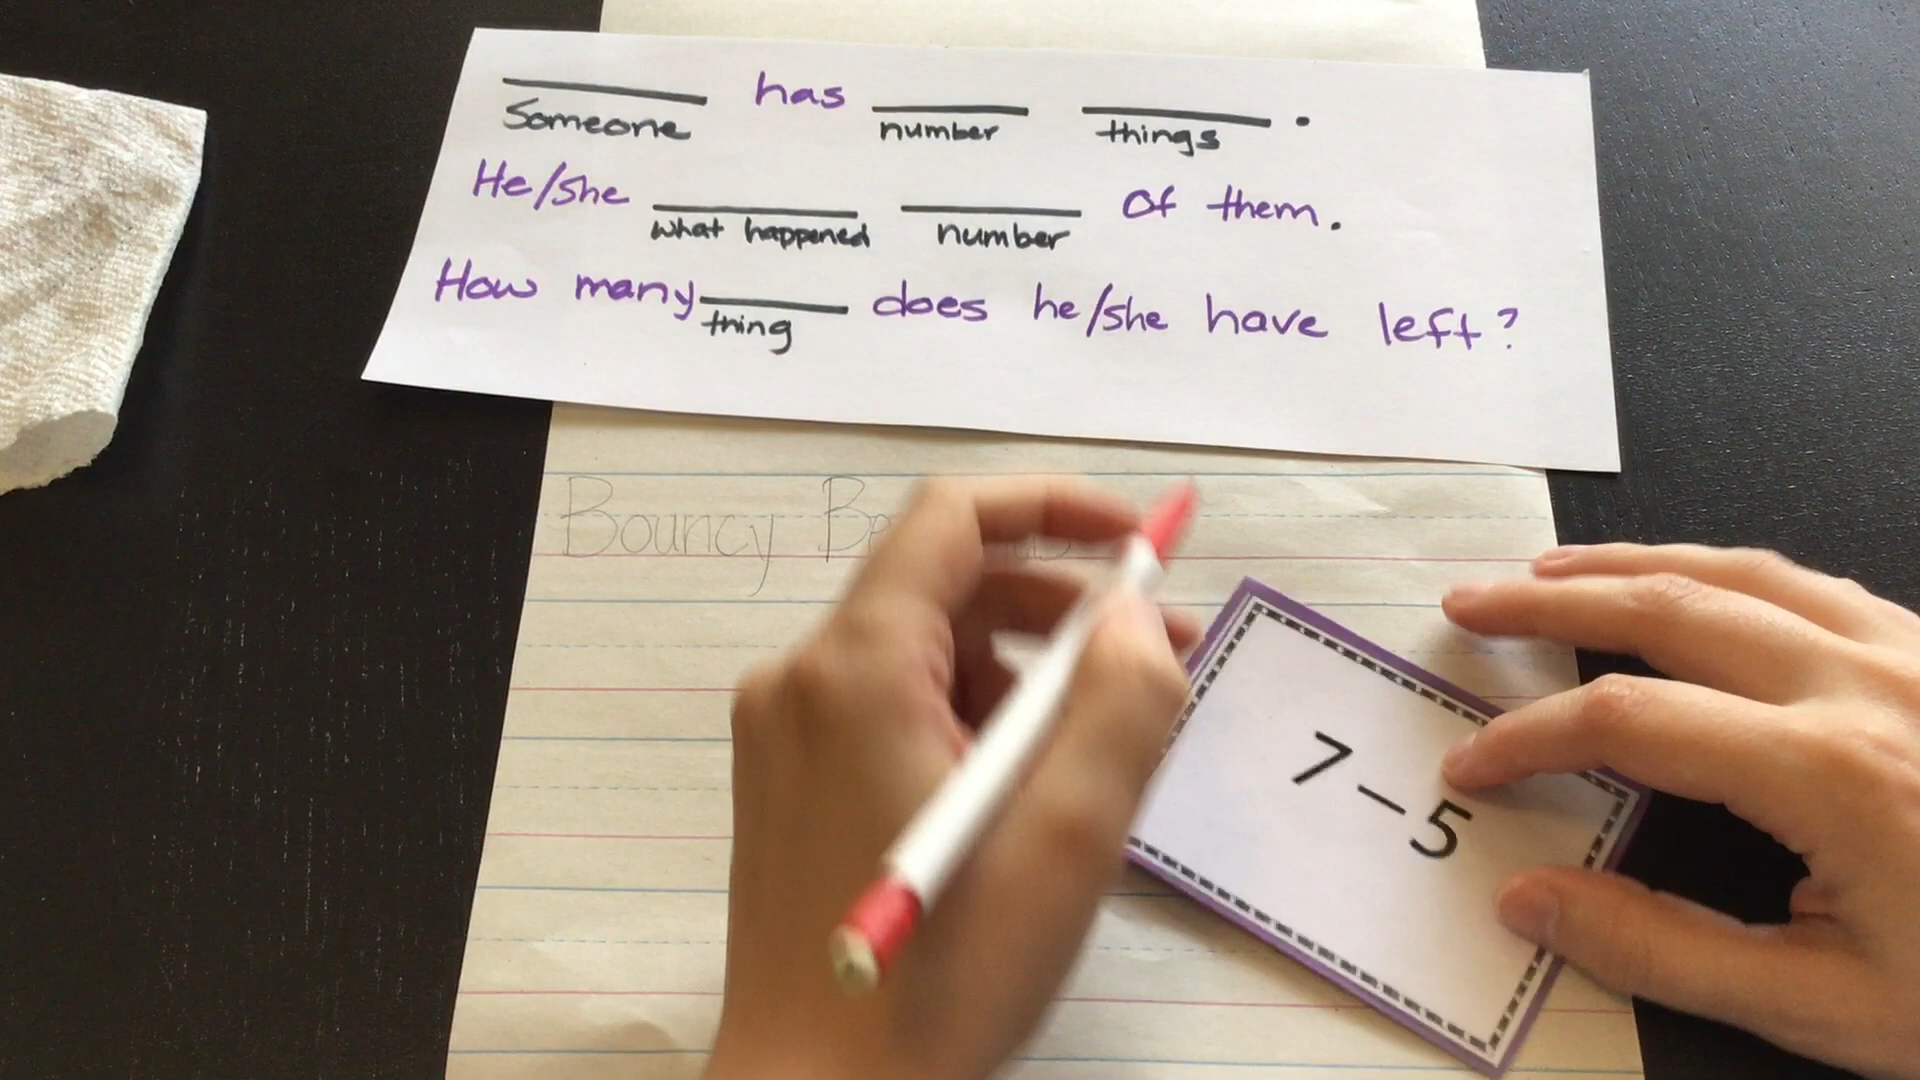 has .
Someone number things
He/she of them.
what happened number
How many does he/she have left?
thing
Bouncy
7-5